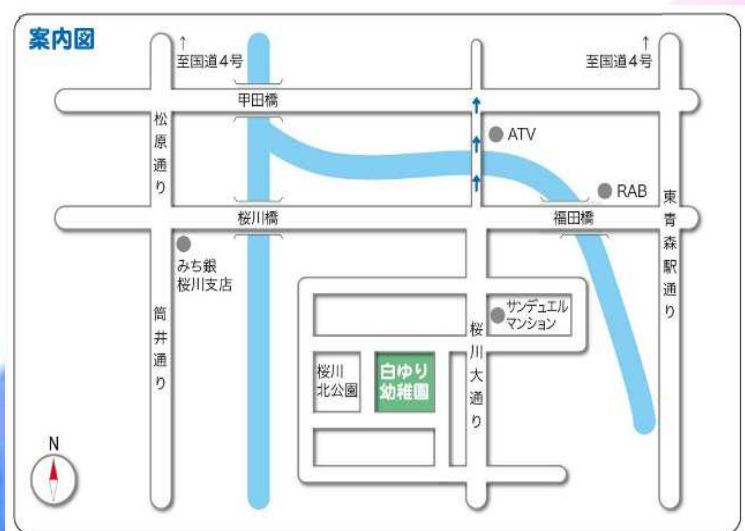 案内図
↑
至国道4号
↑
至国道4号
甲田橋
松原通り
ATV
RAB
桜川橋
福田橋
東青森駅通り
みち銀
桜川支店
筒井通り
サンデュエル
マンション
桜川大通り
桜川
北公園
白ゆり
幼稚園
N